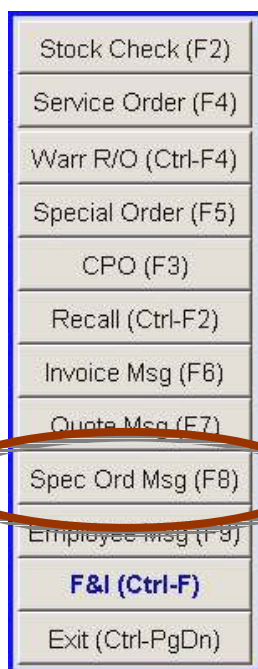 Stock Check (F2)
Service Order (F4)
Warr R/O (Ctrl-F4)
Special Order (F5)
CPO (F3)
Recall (Ctrl-F2)
Invoice Msg (F6)
Quote Msg (F7)
Spec Ord Msg (F8)
Employee Msg (F9)
F&I (Ctrl-F)
Exit (Ctrl-PgDn)